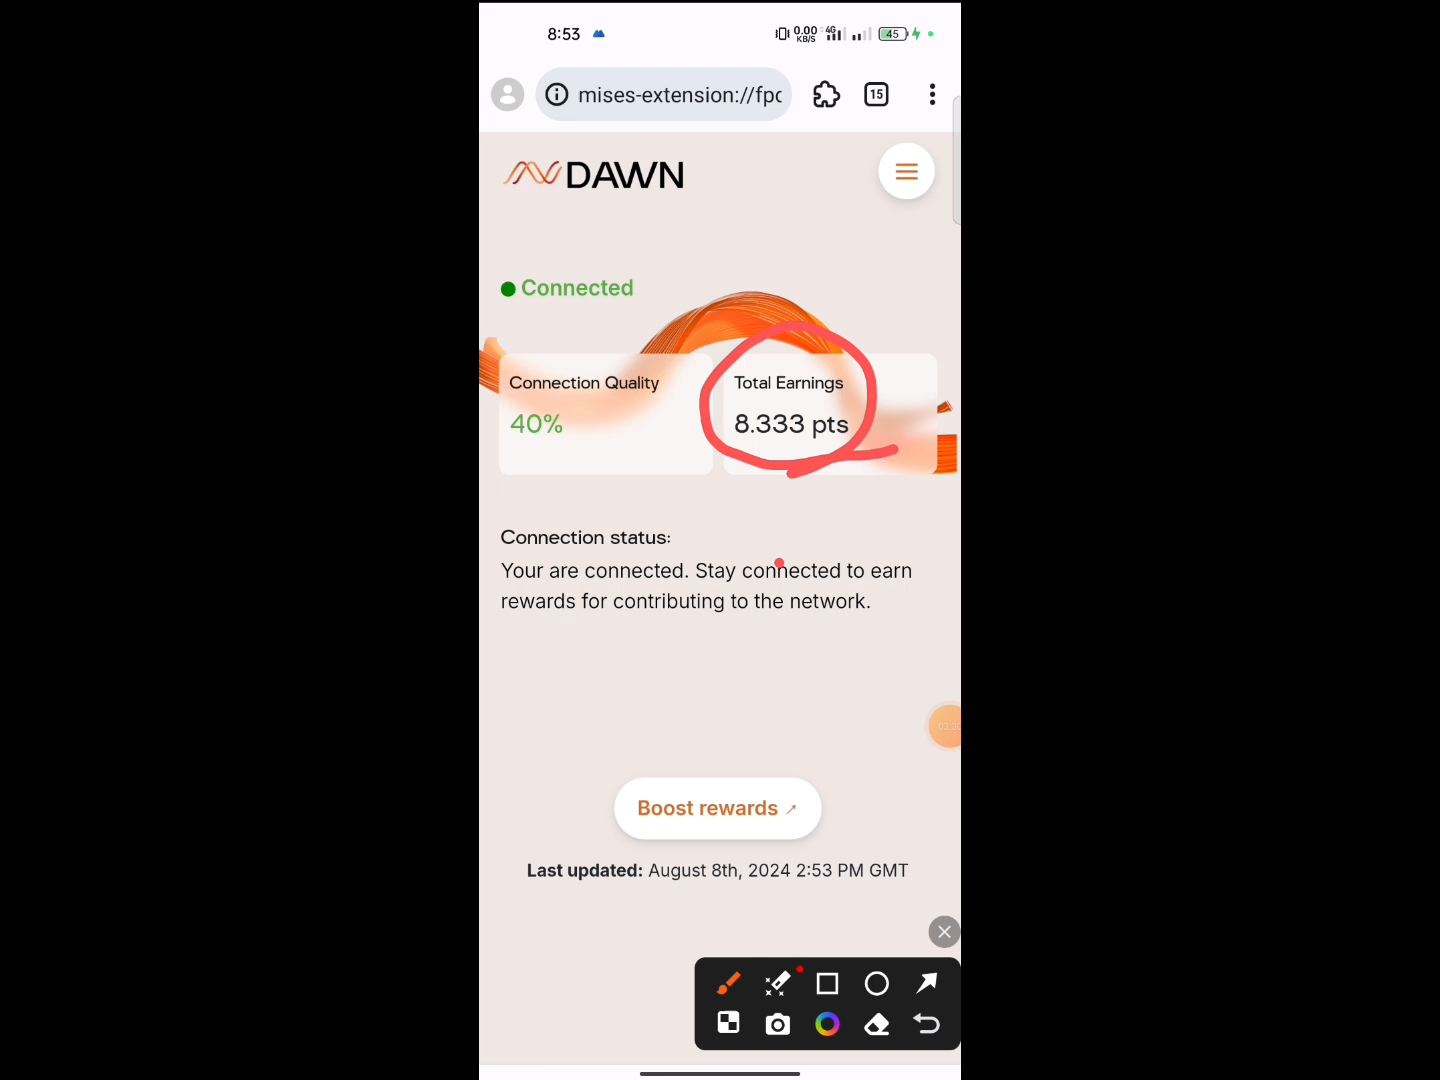 8:53
0.00 KB/S 4G 45
mises-extension://fpc
15
DAWN
Connected
Connection Quality
40%
Total Earnings
8.333 pts
Connection status:
Your are connected. Stay connected to earn
rewards for contributing to the network.
Boost rewards ↗
Last updated: August 8th, 2024 2:53 PM GMT